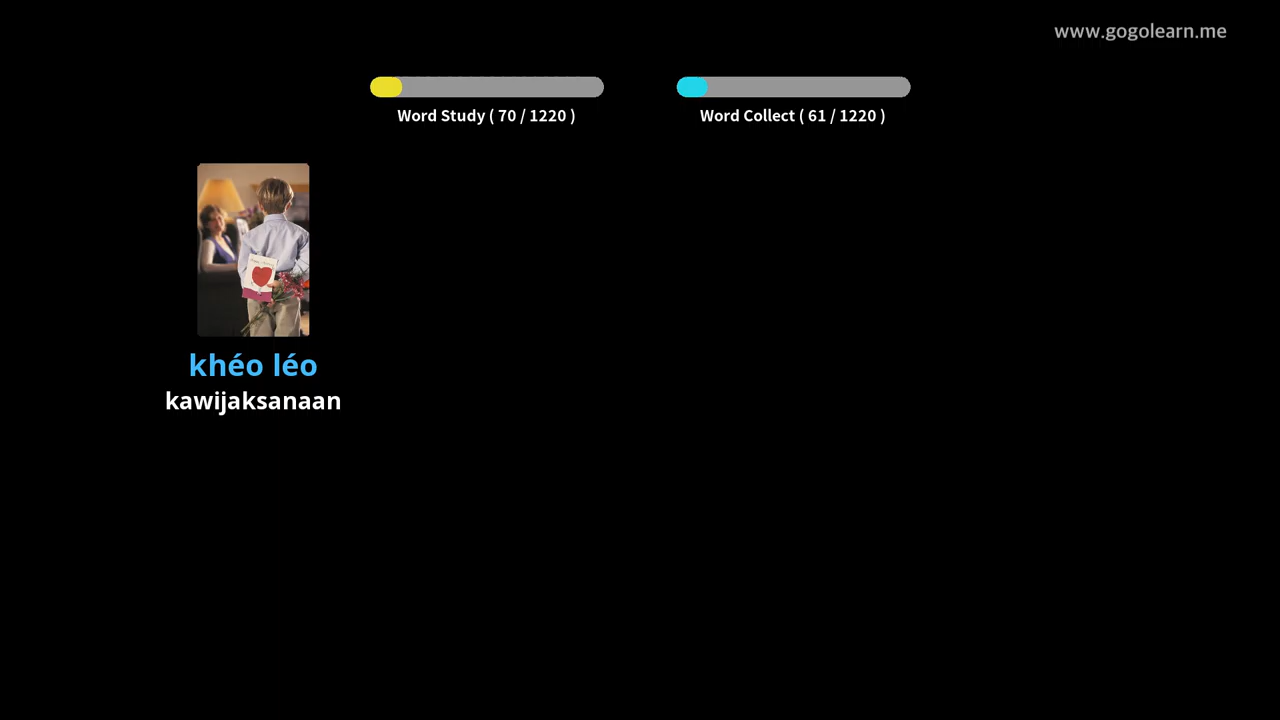 www.gogolearn.me
Word Study ( 70 / 1220 )
Word Collect ( 61 / 1220 )
khéo léo
kawijaksanaan